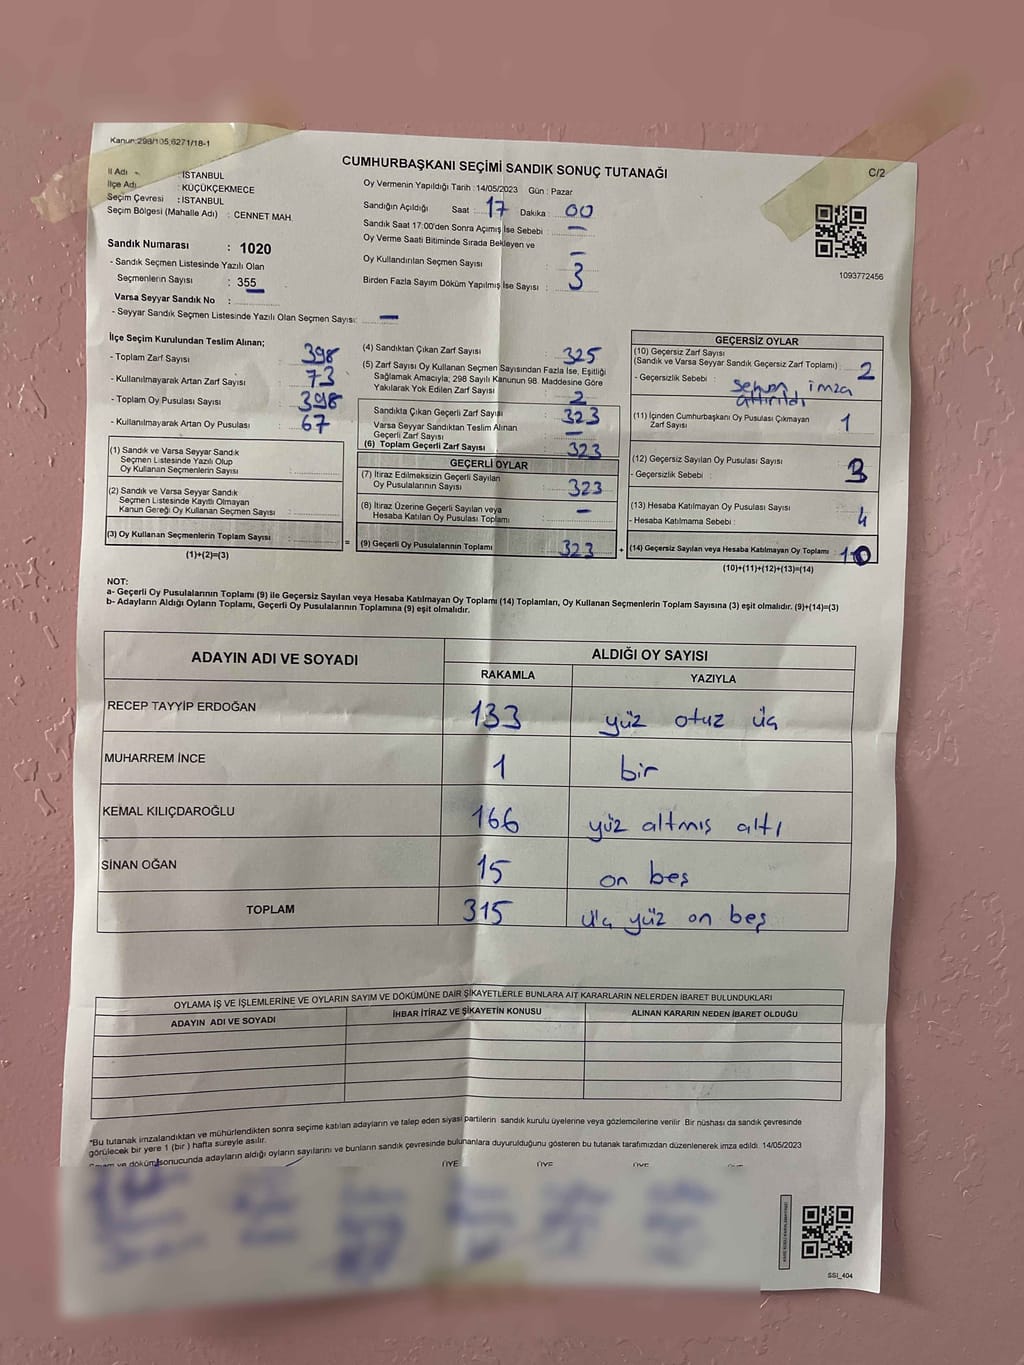 Kanun:298/105;6271/18-1
CUMHURBAŞKANI SEÇİMİ SANDIK SONUÇ TUTANAĞI
C/2
İl Adı : İSTANBUL
İlçe Adı : KÜÇÜKÇEKMECE
Seçim Çevresi : İSTANBUL
Seçim Bölgesi (Mahalle Adı) : CENNET MAH.
Sandık Numarası : 1020
- Sandık Seçmen Listesinde Yazılı Olan
Seçmenlerin Sayısı : 355
Varsa Seyyar Sandık No :
- Seyyar Sandık Seçmen Listesinde Yazılı Olan Seçmen Sayısı: —
Oy Vermenin Yapıldığı Tarih : 14/05/2023 Gün : Pazar
Sandığın Açıldığı Saat : 17 Dakika : 00
Sandık Saat 17:00'den Sonra Açımış İse Sebebi : —
Oy Verme Saati Bitiminde Sırada Bekleyen ve
Oy Kullandırılan Seçmen Sayısı : —
Birden Fazla Sayım Döküm Yapılmış İse Sayısı : 3
1093772456
İlçe Seçim Kurulundan Teslim Alınan;
- Toplam Zarf Sayısı 398
- Kullanılmayarak Artan Zarf Sayısı 73
- Toplam Oy Pusulası Sayısı 398
- Kullanılmayarak Artan Oy Pusulası 67
(1) Sandık ve Varsa Seyyar Sandık
Seçmen Listesinde Yazılı Olup
Oy Kullanan Seçmenlerin Sayısı :
(2) Sandık ve Varsa Seyyar Sandık
Seçmen Listesinde Kayıtlı Olmayan
Kanun Gereği Oy Kullanan Seçmen Sayısı :
(3) Oy Kullanan Seçmenlerin Toplam Sayısı :
(1)+(2)=(3)
=
(4) Sandıktan Çıkan Zarf Sayısı : 325
(5) Zarf Sayısı Oy Kullanan Seçmen Sayısından Fazla İse, Eşitliği
Sağlamak Amacıyla; 298 Sayılı Kanunun 98. Maddesine Göre
Yakılarak Yok Edilen Zarf Sayısı : 2
Sandıkta Çıkan Geçerli Zarf Sayısı : 323
Varsa Seyyar Sandıktan Teslim Alınan
Geçerli Zarf Sayısı : —
(6) Toplam Geçerli Zarf Sayısı : 323
GEÇERLİ OYLAR
(7) İtiraz Edilmeksizin Geçerli Sayılan
Oy Pusulalarının Sayısı : 323
(8) İtiraz Üzerine Geçerli Sayılan veya
Hesaba Katılan Oy Pusulası Toplamı : —
(9) Geçerli Oy Pusulalarının Toplamı : 323
+
GEÇERSİZ OYLAR
(10) Geçersiz Zarf Sayısı
(Sandık ve Varsa Seyyar Sandık Geçersiz Zarf Toplamı) : 2
- Geçersizlik Sebebi : imza
attırıldı
(11) İçinden Cumhurbaşkanı Oy Pusulası Çıkmayan
Zarf Sayısı : 1
(12) Geçersiz Sayılan Oy Pusulası Sayısı : 3
- Geçersizlik Sebebi :
(13) Hesaba Katılmayan Oy Pusulası Sayısı : 4
- Hesaba Katılmama Sebebi :
(14) Geçersiz Sayılan veya Hesaba Katılmayan Oy Toplamı : 10
(10)+(11)+(12)+(13)=(14)
NOT:
a- Geçerli Oy Pusulalarının Toplamı (9) ile Geçersiz Sayılan veya Hesaba Katılmayan Oy Toplamı (14) Toplamları, Oy Kullanan Seçmenlerin Toplam Sayısına (3) eşit olmalıdır. (9)+(14)=(3)
b- Adayların Aldığı Oyların Toplamı, Geçerli Oy Pusulalarının Toplamına (9) eşit olmalıdır.
ADAYIN ADI VE SOYADI
ALDIĞI OY SAYISI
RAKAMLA YAZIYLA
RECEP TAYYİP ERDOĞAN 133 yüz otuz üç
MUHARREM İNCE 1 bir
KEMAL KILIÇDAROĞLU 166 yüz altmış altı
SİNAN OĞAN 15 on beş
TOPLAM 315 üç yüz on beş
OYLAMA İŞ VE İŞLEMLERİNE VE OYLARIN SAYIM VE DÖKÜMÜNE DAİR ŞİKAYETLERLE BUNLARA AİT KARARLARIN NELERDEN İBARET BULUNDUKLARI
ADAYIN ADI VE SOYADI İHBAR İTİRAZ VE ŞİKAYETİN KONUSU ALINAN KARARIN NEDEN İBARET OLDUĞU
*Bu tutanak imzalandıktan ve mühürlendikten sonra seçime katılan adayların ve talep eden siyasi partilerin sandık kurulu üyelerine veya gözlemcilerine verilir Bir nüshası da sandık çevresinde
görülecek bir yere 1 (bir) hafta süreyle asılır.
ve dökümü sonucunda adayların aldığı oyların sayılarını ve bunların sandık çevresinde bulunanlara duyurulduğunu gösteren bu tutanak tarafımızdan düzenlenerek imza edildi. 14/05/2023
ÜYE ÜYE ÜYE ÜYE
SSI_404